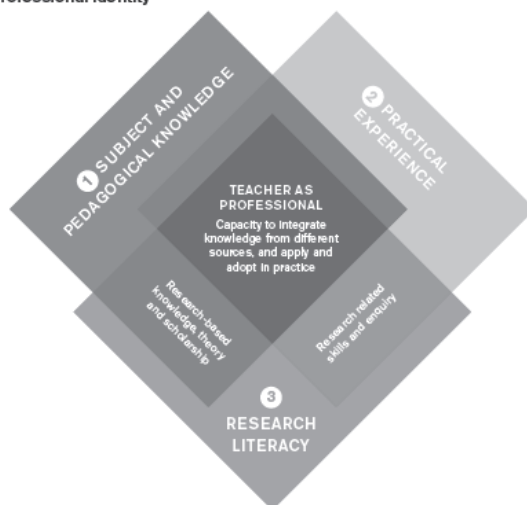 1 SUBJECT AND
PEDAGOGICAL KNOWLEDGE
2 PRACTICAL
EXPERIENCE
TEACHER AS
PROFESSIONAL
Capacity to integrate
knowledge from different
sources, and apply and
adopt in practice
Research-based
knowledge, theory
and scholarship
Research related
skills and enquiry
3
RESEARCH
LITERACY